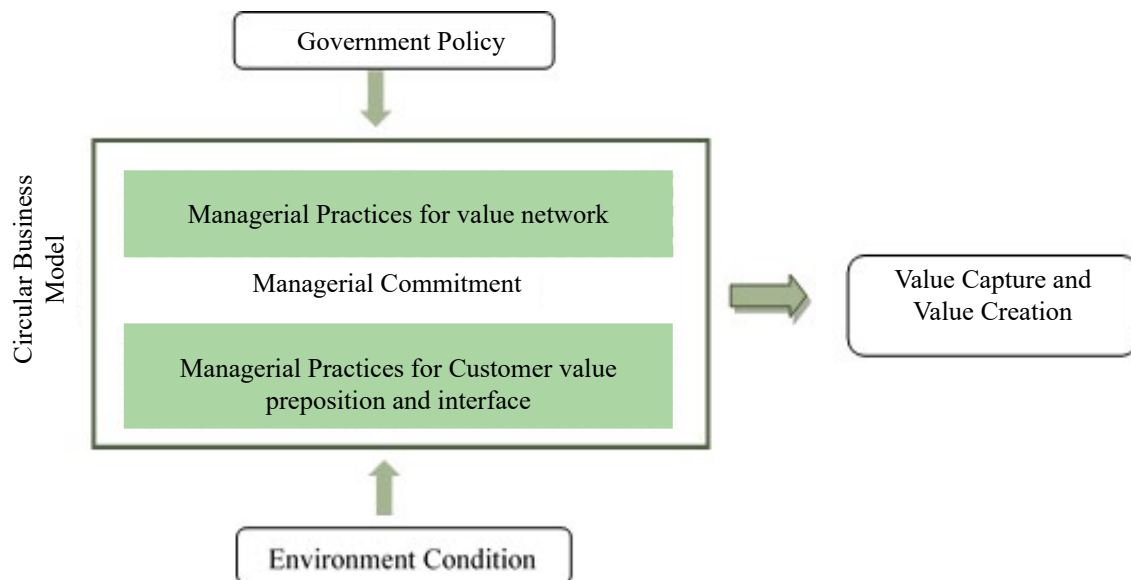 Government Policy
Circular Business
Model
Managerial Practices for value network
Managerial Commitment
Managerial Practices for Customer value
preposition and interface
Value Capture and
Value Creation
Environment Condition